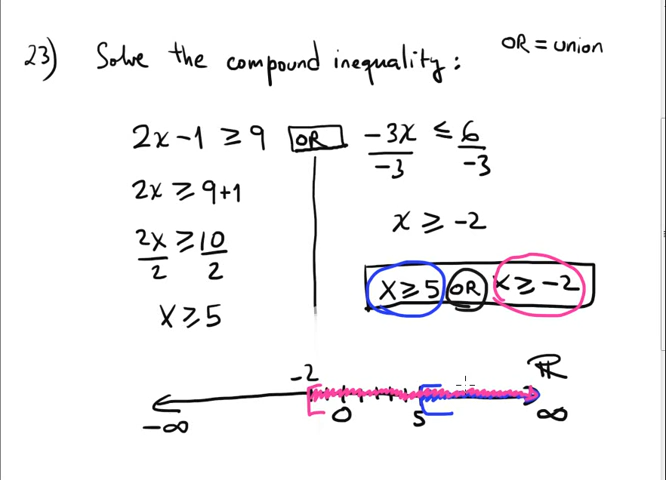 23) Solve the compound inequality: OR = union
2x-1 ≥ 9 OR -3x/-3 ≤ 6/-3
2x ≥ 9+1
x ≥ -2
2x/2 ≥ 10/2
x ≥ 5 OR x ≥ -2
x ≥ 5
-2 ℝ
-∞ 0 5 ∞